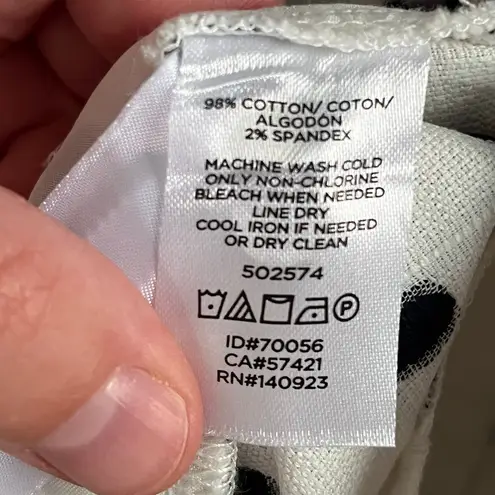 98% COTTON/ COTON/
ALGODÓN
2% SPANDEX
MACHINE WASH COLD
ONLY NON-CHLORINE
BLEACH WHEN NEEDED
LINE DRY
COOL IRON IF NEEDED
OR DRY CLEAN
502574
P
ID#70056
CA#57421
RN#140923